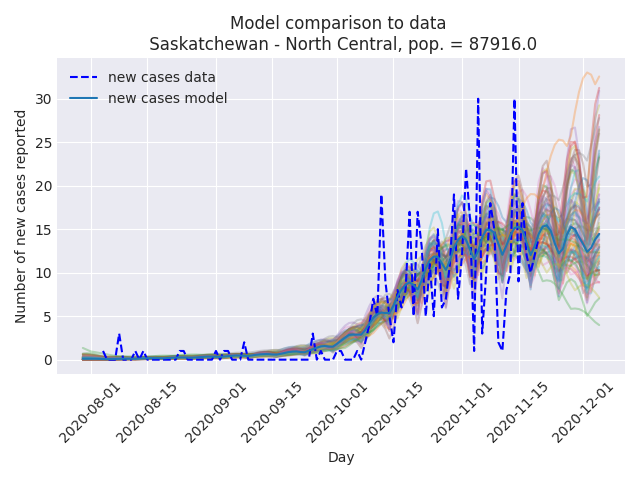 Model comparison to data
Saskatchewan - North Central, pop. = 87916.0
new cases data
new cases model
Number of new cases reported
30
25
20
15
10
5
0
2020-08-01
2020-08-15
2020-09-01
2020-09-15
2020-10-01
2020-10-15
2020-11-01
2020-11-15
2020-12-01
Day